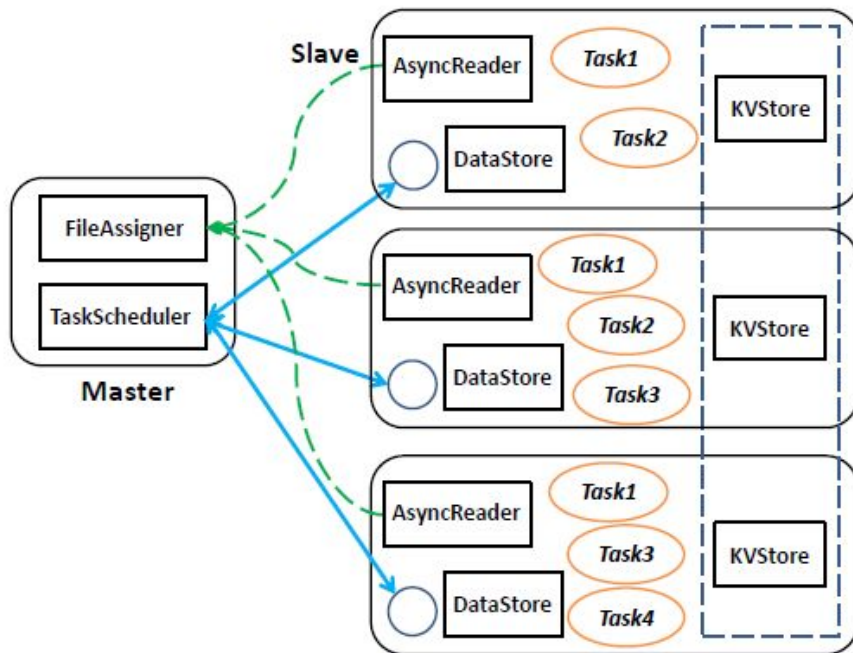 Slave
AsyncReader
Task1
KVStore
DataStore
Task2
FileAssigner
TaskScheduler
Master
AsyncReader
Task1
Task2
KVStore
DataStore
Task3
AsyncReader
Task1
Task3
KVStore
DataStore
Task4